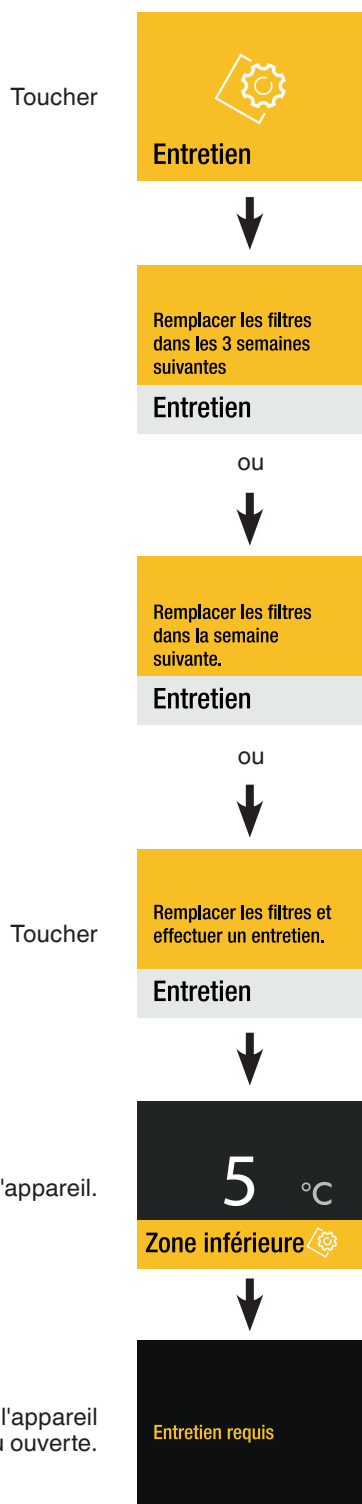 Toucher
Entretien
Remplacer les filtres
dans les 3 semaines
suivantes
Entretien
ou
Remplacer les filtres
dans la semaine
suivante.
Entretien
ou
Toucher
Remplacer les filtres et
effectuer un entretien.
Entretien
l'appareil.
5 °C
Zone inférieure
l'appareil
ouverte.
Entretien requis